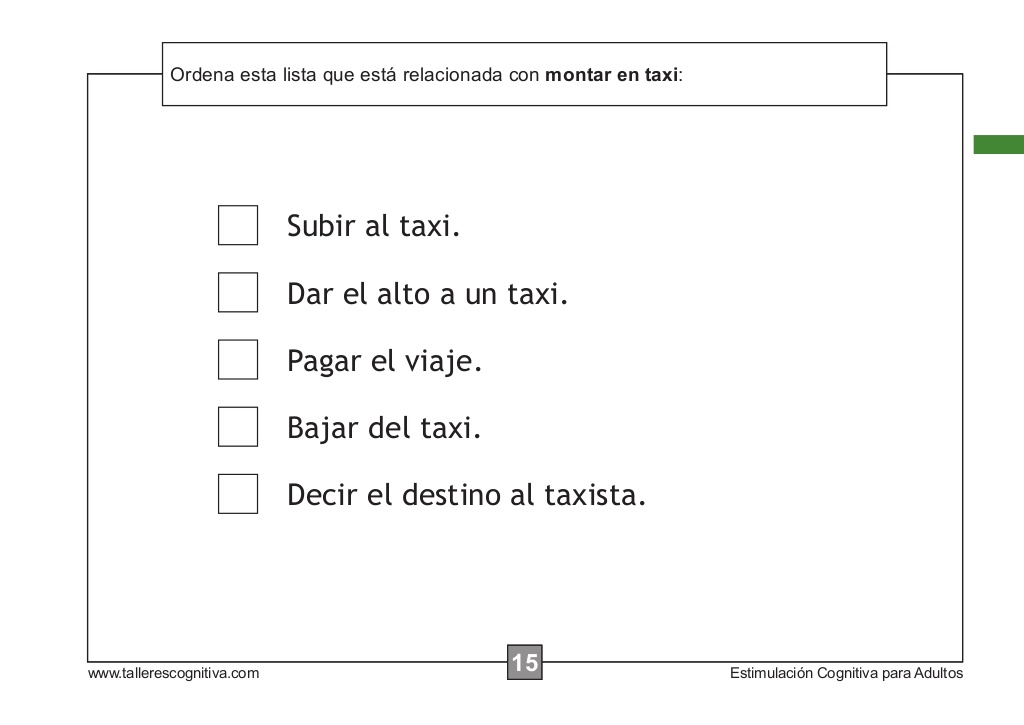 Ordena esta lista que está relacionada con montar en taxi:
Subir al taxi.
Dar el alto a un taxi.
Pagar el viaje.
Bajar del taxi.
Decir el destino al taxista.
15
www.tallerescognitiva.com
Estimulación Cognitiva para Adultos